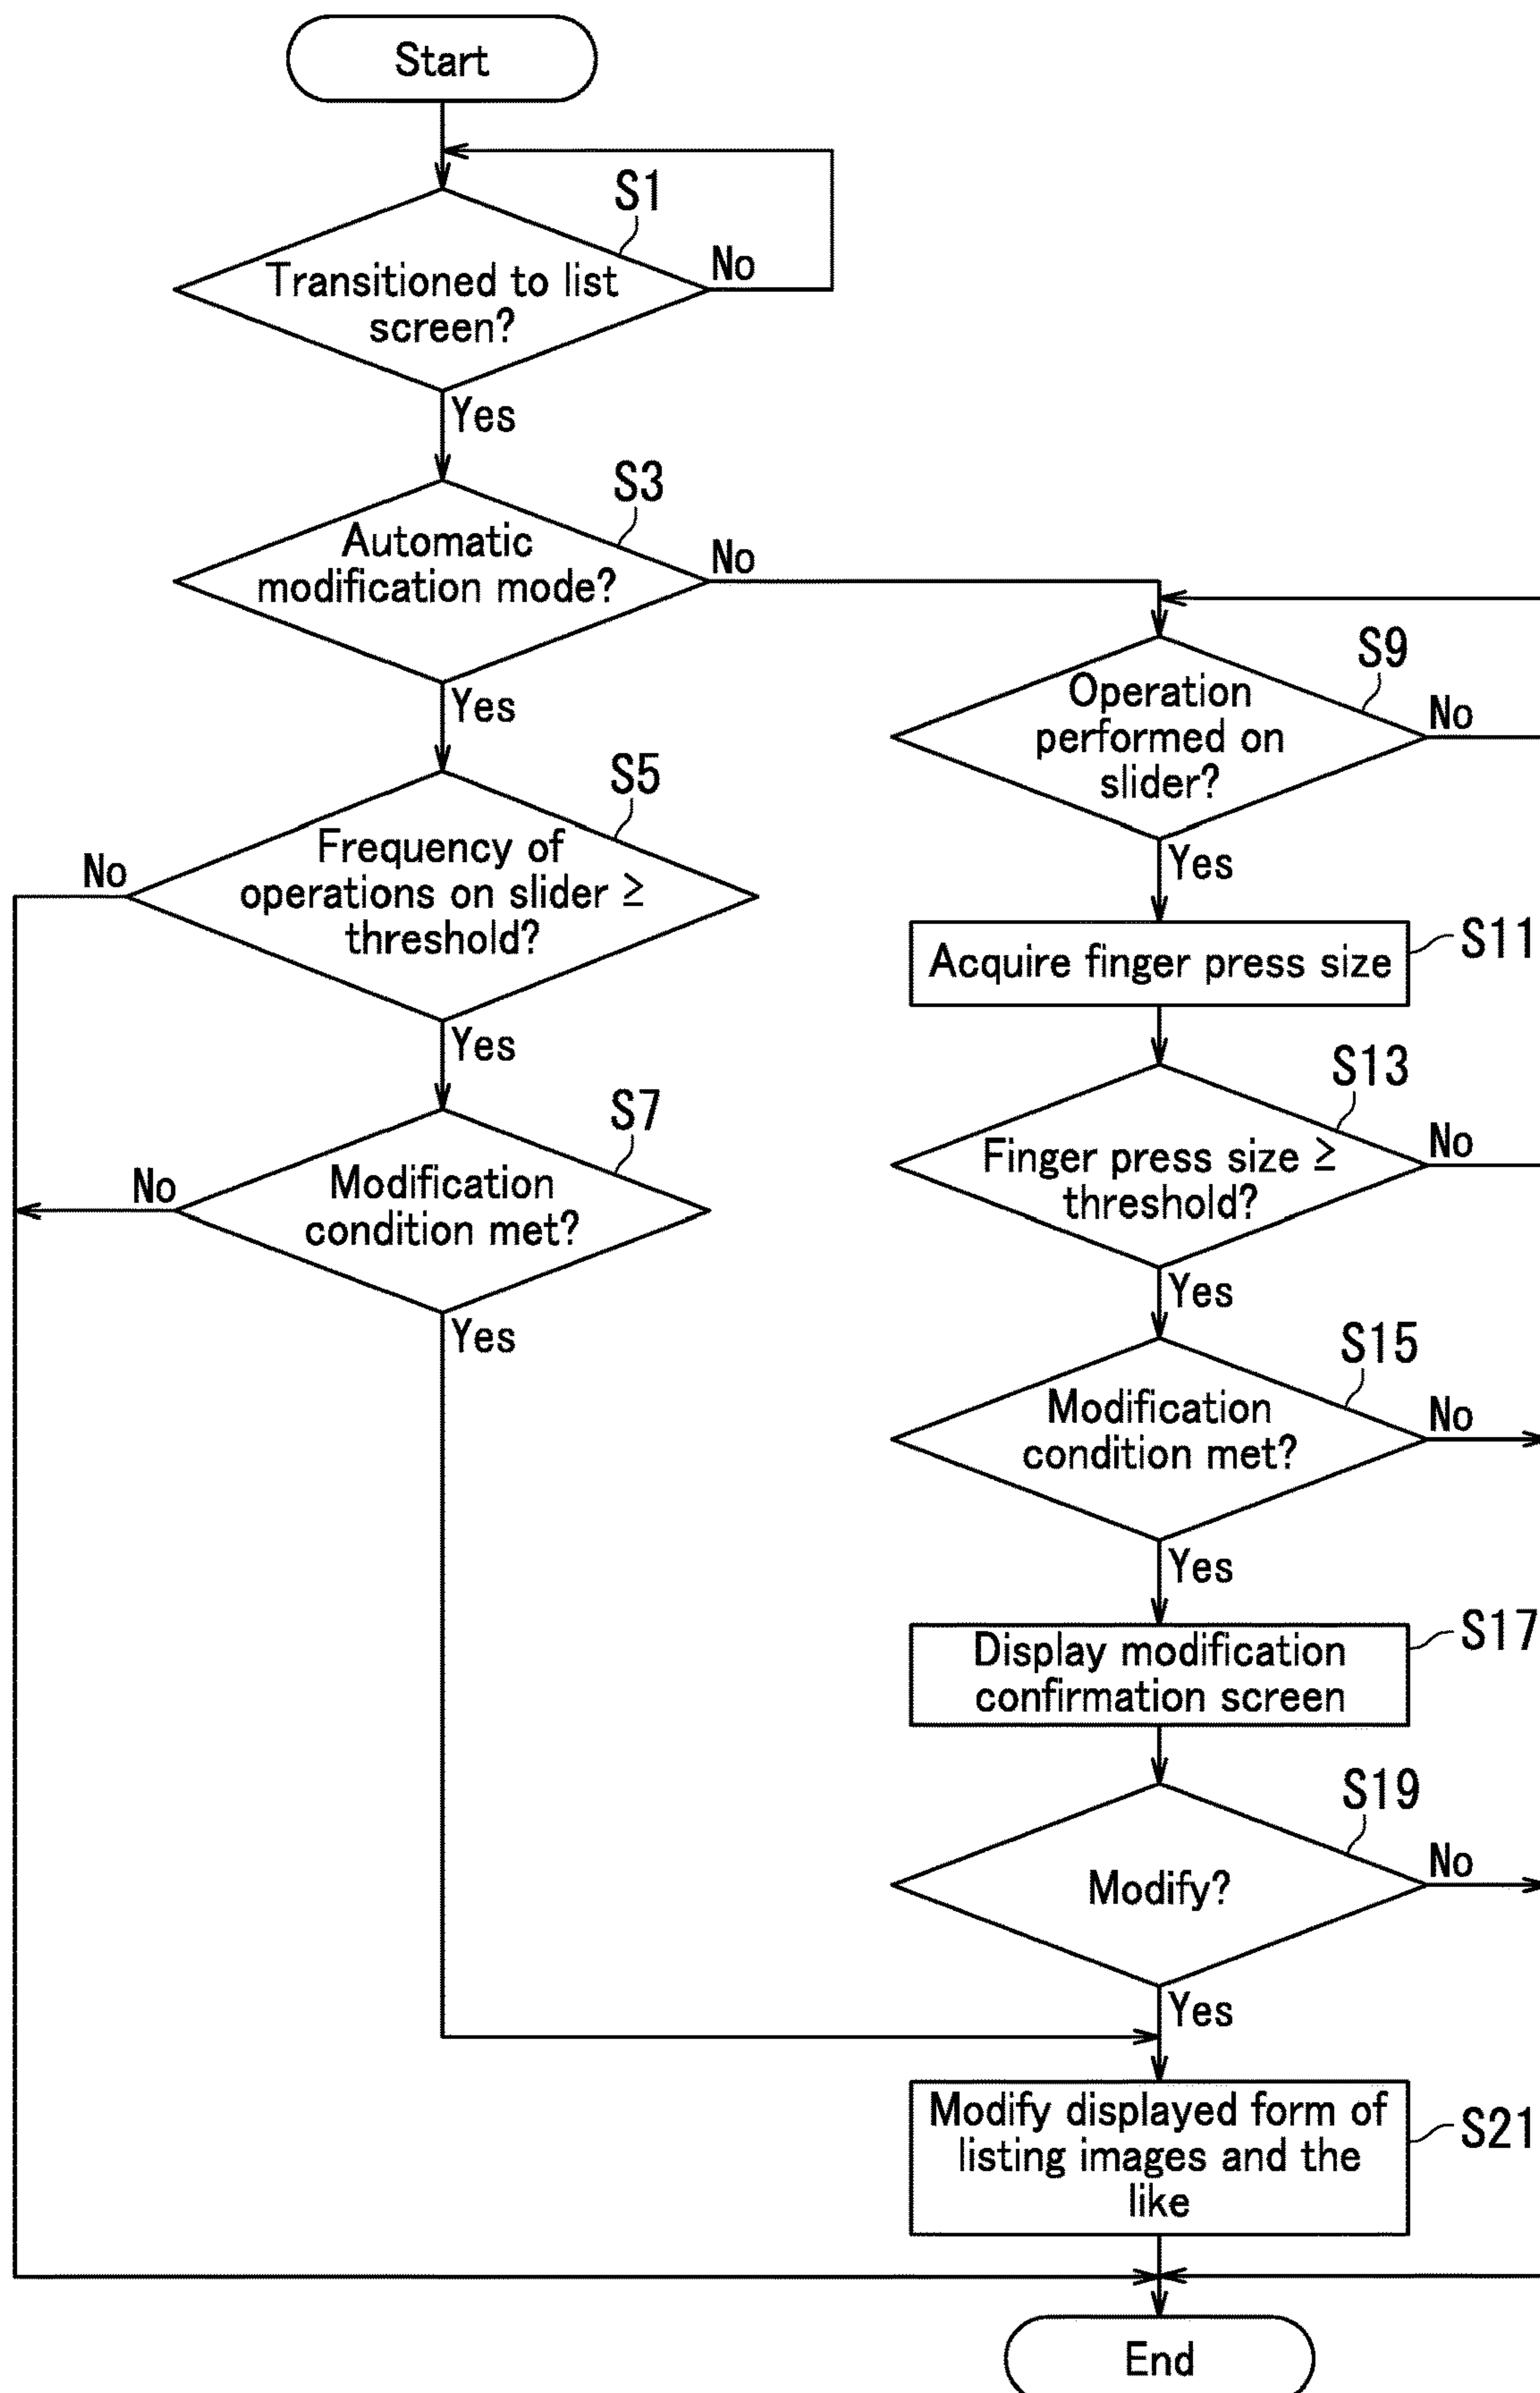 Start
S1
Transitioned to list
screen?
No
Yes
S3
Automatic
modification mode?
No
Yes
S5
Frequency of
operations on slider ≥
threshold?
No
Yes
S7
Modification
condition met?
No
Yes
S9
Operation
performed on
slider?
No
Yes
Acquire finger press size
S11
S13
Finger press size ≥
threshold?
No
Yes
S15
Modification
condition met?
No
Yes
Display modification
confirmation screen
S17
S19
Modify?
No
Yes
Modify displayed form of
listing images and the
like
S21
End